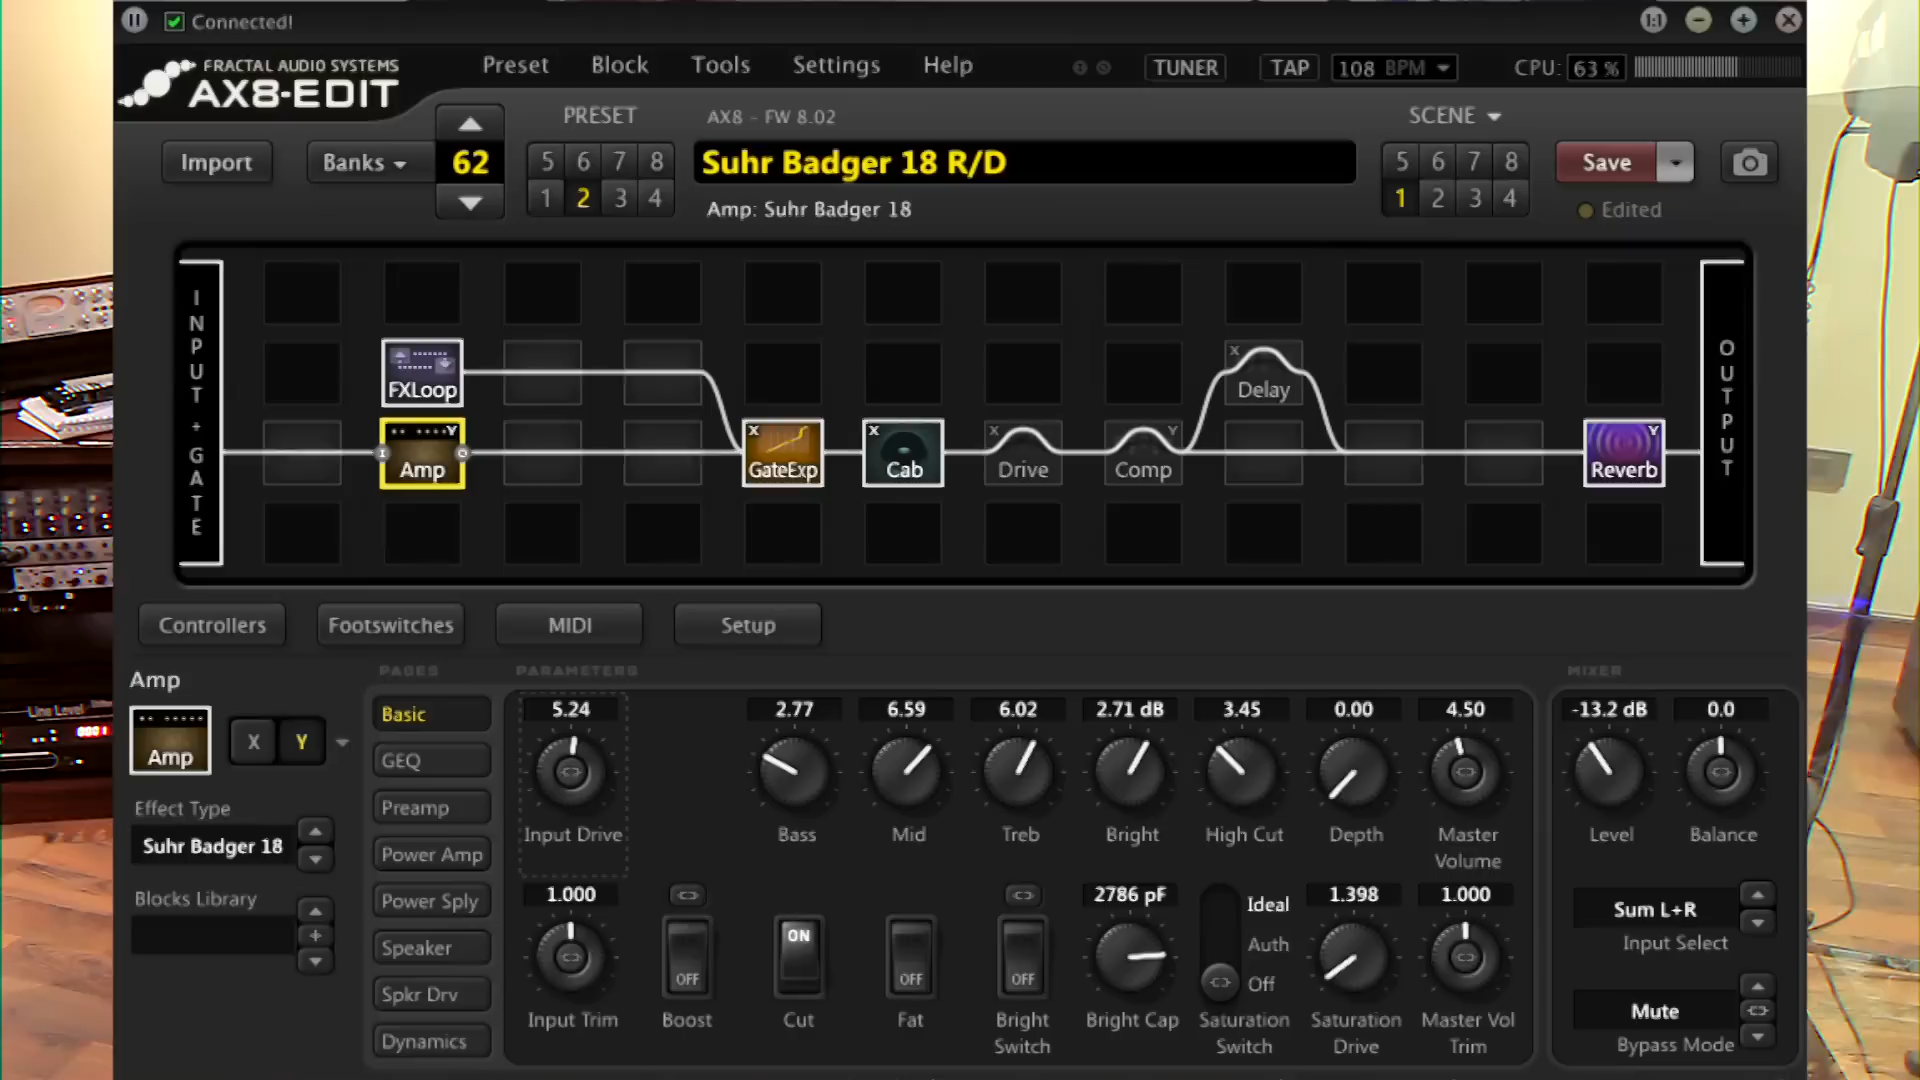 Connected!
1:1
FRACTAL AUDIO SYSTEMS
AX8-EDIT
Preset Block Tools Settings Help
TUNER TAP 108 BPM CPU: 63 %
PRESET AX8 - FW 8.02 SCENE
Import Banks 62
5 6 7 8
1 2 3 4
Suhr Badger 18 R/D
Amp: Suhr Badger 18
5 6 7 8
1 2 3 4
Save
Edited
INPUT + GATE
OUTPUT
X
FXLoop Delay
Y X X X Y Y
I O
Amp GateExp Cab Drive Comp Reverb
Controllers Footswitches MIDI Setup
Amp PAGES PARAMETERS MIXER
Amp
X Y
Effect Type
Suhr Badger 18
Blocks Library
Basic
GEQ
Preamp
Power Amp
Power Sply
Speaker
Spkr Drv
Dynamics
5.24 2.77 6.59 6.02 2.71 dB 3.45 0.00 4.50
Input Drive Bass Mid Treb Bright High Cut Depth Master Volume
1.000 2786 pF Ideal 1.398 1.000
ON Auth
OFF OFF OFF Off
Input Trim Boost Cut Fat Bright Switch Bright Cap Saturation Switch Saturation Drive Master Vol Trim
-13.2 dB 0.0
Level Balance
Sum L+R
Input Select
Mute
Bypass Mode
Line Level